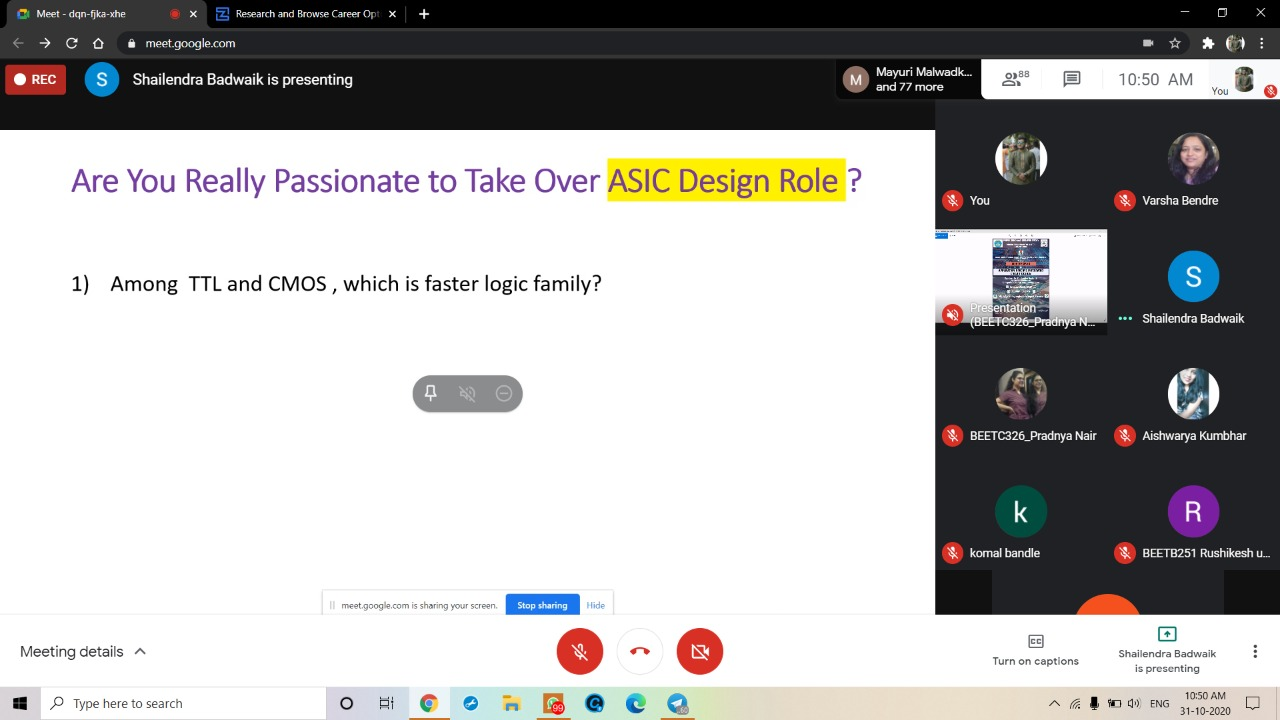 Meet - dqn-fjka-xhe
Research and Browse Career Opt
meet.google.com
REC
S
Shailendra Badwaik is presenting
M
Mayuri Malwadk...
and 77 more
88
10:50 AM
You
Are You Really Passionate to Take Over ASIC Design Role ?
1) Among TTL and CMOS , which is faster logic family?
You
Varsha Bendre
Presentation
(BEETC326_Pradnya N...
S
Shailendra Badwaik
BEETC326_Pradnya Nair
Aishwarya Kumbhar
k
komal bandle
R
BEETB251 Rushikesh u...
meet.google.com is sharing your screen.
Stop sharing
Hide
Meeting details
Turn on captions
Shailendra Badwaik
is presenting
Type here to search
99
ENG
10:50 AM
31-10-2020